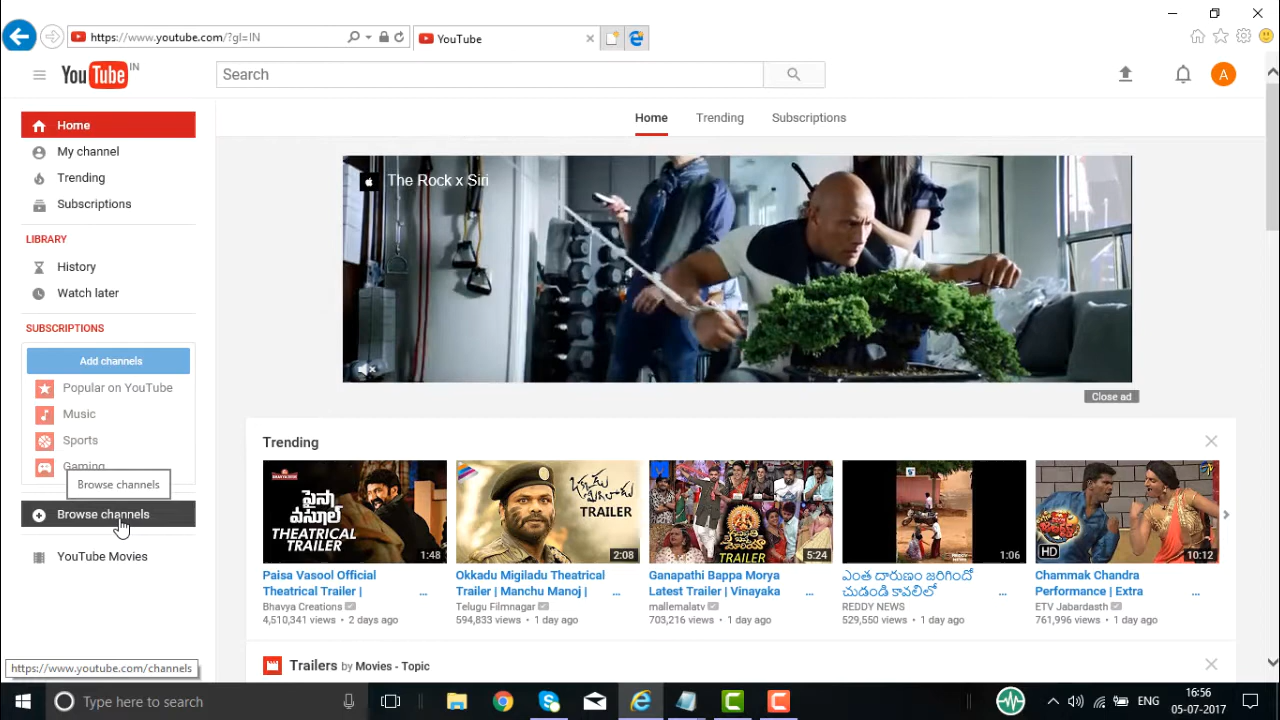 https://www.youtube.com/?gl=IN
YouTube
YouTube IN
Search
A
Home
Trending
Subscriptions
Home
My channel
Trending
Subscriptions
LIBRARY
History
Watch later
SUBSCRIPTIONS
Add channels
Popular on YouTube
Music
Sports
Gaming
Browse channels
Browse channels
YouTube Movies
https://www.youtube.com/channels
The Rock x Siri
Close ad
Trending
పైసా వసూల్
THEATRICAL
TRAILER
1:48
TRAILER
2:08
TRAILER
5:24
1:06
HD
10:12
Paisa Vasool Official
Theatrical Trailer | ...
Bhavya Creations
4,510,341 views • 2 days ago
Okkadu Migiladu Theatrical
Trailer | Manchu Manoj | ...
Telugu Filmnagar
594,833 views • 1 day ago
Ganapathi Bappa Morya
Latest Trailer | Vinayaka ...
mallemalatv
703,216 views • 1 day ago
ఎంత దారుణం జరిగిందో
చుడండి కావలిలో ...
REDDY NEWS
529,550 views • 1 day ago
Chammak Chandra
Performance | Extra ...
ETV Jabardasth
761,996 views • 1 day ago
Trailers by Movies - Topic
Type here to search
ENG
16:56
05-07-2017